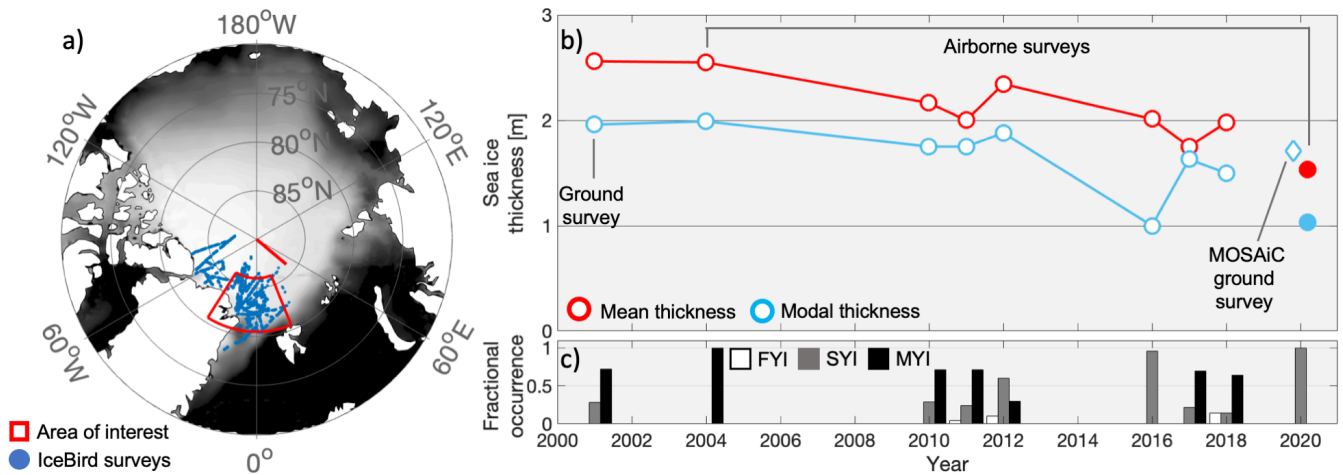 a)
180°W
120°W
120°E
75°N
80°N
85°N
60°W
60°E
0°
Area of interest
IceBird surveys
b)
Sea ice
thickness [m]
3
2
1
0
Airborne surveys
Ground
survey
MOSAiC
ground
survey
Mean thickness
Modal thickness
c)
Fractional
occurrence
1
0.5
0
FYI
SYI
MYI
2000 2002 2004 2006 2008 2010 2012 2014 2016 2018 2020
Year